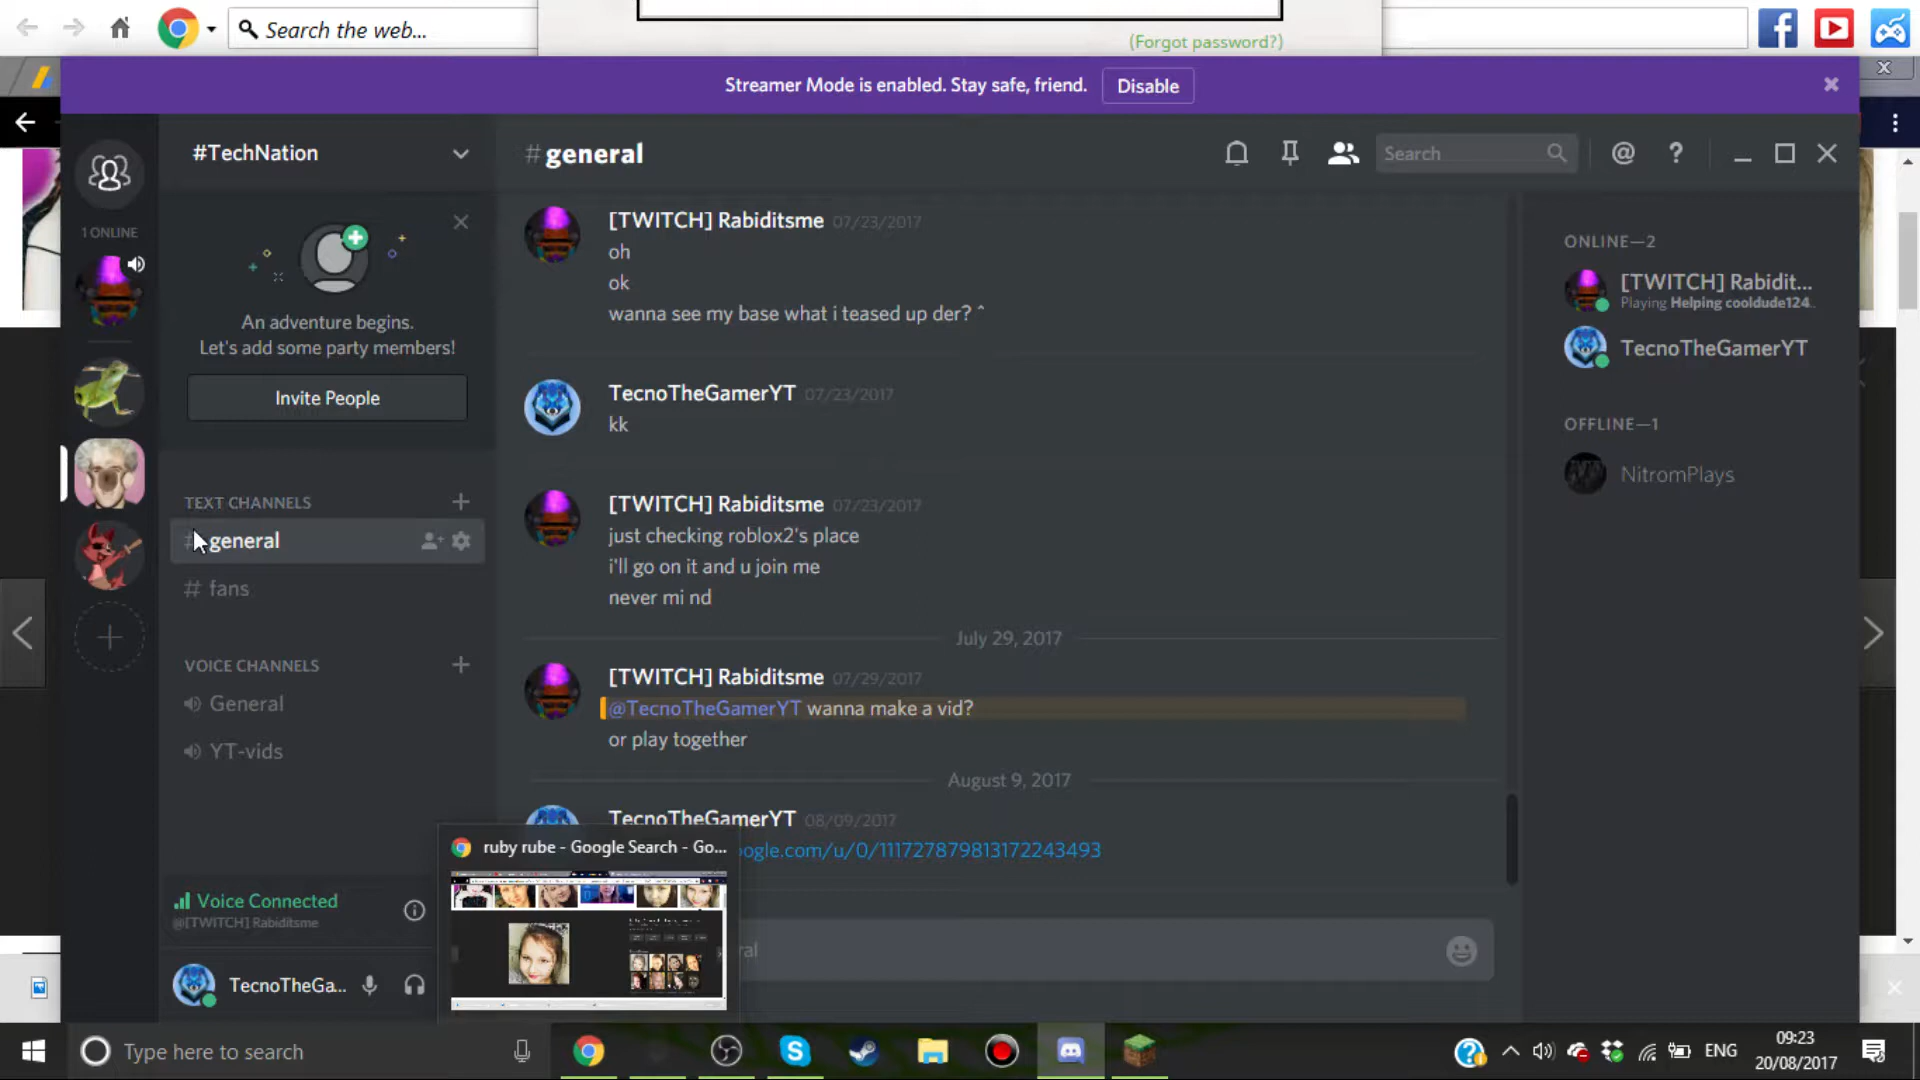 Search the web...
(Forgot password?)
Streamer Mode is enabled. Stay safe, friend.
Disable
#TechNation
# general
Search
1 ONLINE
An adventure begins.
Let's add some party members!
Invite People
TEXT CHANNELS
# general
# fans
VOICE CHANNELS
General
YT-vids
Voice Connected
@[TWITCH] Rabiditsme
TecnoTheGa...
[TWITCH] Rabiditsme 07/23/2017
oh
ok
wanna see my base what i teased up der? ^
TecnoTheGamerYT 07/23/2017
kk
[TWITCH] Rabiditsme 07/23/2017
just checking roblox2's place
i'll go on it and u join me
never mi nd
July 29, 2017
[TWITCH] Rabiditsme 07/29/2017
@TecnoTheGamerYT wanna make a vid?
or play together
August 9, 2017
TecnoTheGamerYT 08/09/2017
ogle.com/u/0/111727879813172243493
ONLINE—2
[TWITCH] Rabidit...
Playing Helping cooldude124...
TecnoTheGamerYT
OFFLINE—1
NitromPlays
ruby rube - Google Search - Go...
Type here to search
ENG
09:23
20/08/2017